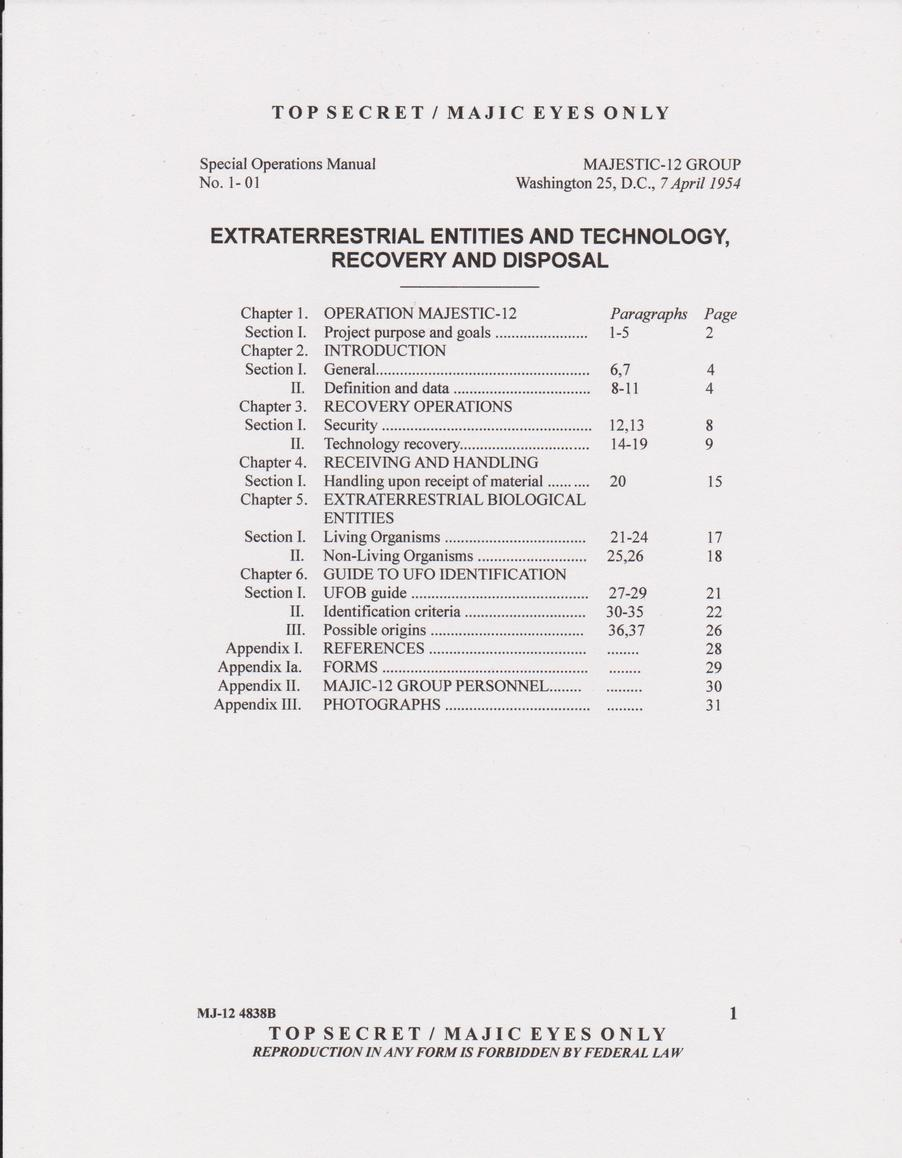 TOP SECRET / MAJIC EYES ONLY
Special Operations Manual MAJESTIC-12 GROUP
No. 1- 01 Washington 25, D.C., 7 April 1954
EXTRATERRESTRIAL ENTITIES AND TECHNOLOGY,
RECOVERY AND DISPOSAL
Chapter 1. OPERATION MAJESTIC-12 Paragraphs Page
Section I. Project purpose and goals ....................... 1-5 2
Chapter 2. INTRODUCTION
Section I. General..................................................... 6,7 4
II. Definition and data .................................. 8-11 4
Chapter 3. RECOVERY OPERATIONS
Section I. Security .................................................... 12,13 8
II. Technology recovery................................ 14-19 9
Chapter 4. RECEIVING AND HANDLING
Section I. Handling upon receipt of material .......... 20 15
Chapter 5. EXTRATERRESTRIAL BIOLOGICAL
ENTITIES
Section I. Living Organisms ................................... 21-24 17
II. Non-Living Organisms ........................... 25,26 18
Chapter 6. GUIDE TO UFO IDENTIFICATION
Section I. UFOB guide ............................................ 27-29 21
II. Identification criteria .............................. 30-35 22
III. Possible origins ...................................... 36,37 26
Appendix I. REFERENCES ....................................... ........ 28
Appendix Ia. FORMS ................................................... ........ 29
Appendix II. MAJIC-12 GROUP PERSONNEL........ ......... 30
Appendix III. PHOTOGRAPHS .................................... ......... 31
MJ-12 4838B 1
TOP SECRET / MAJIC EYES ONLY
REPRODUCTION IN ANY FORM IS FORBIDDEN BY FEDERAL LAW